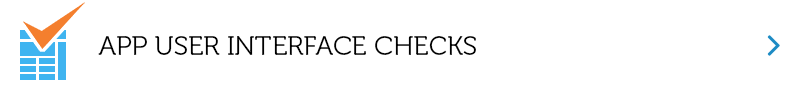 APP USER INTERFACE CHECKS